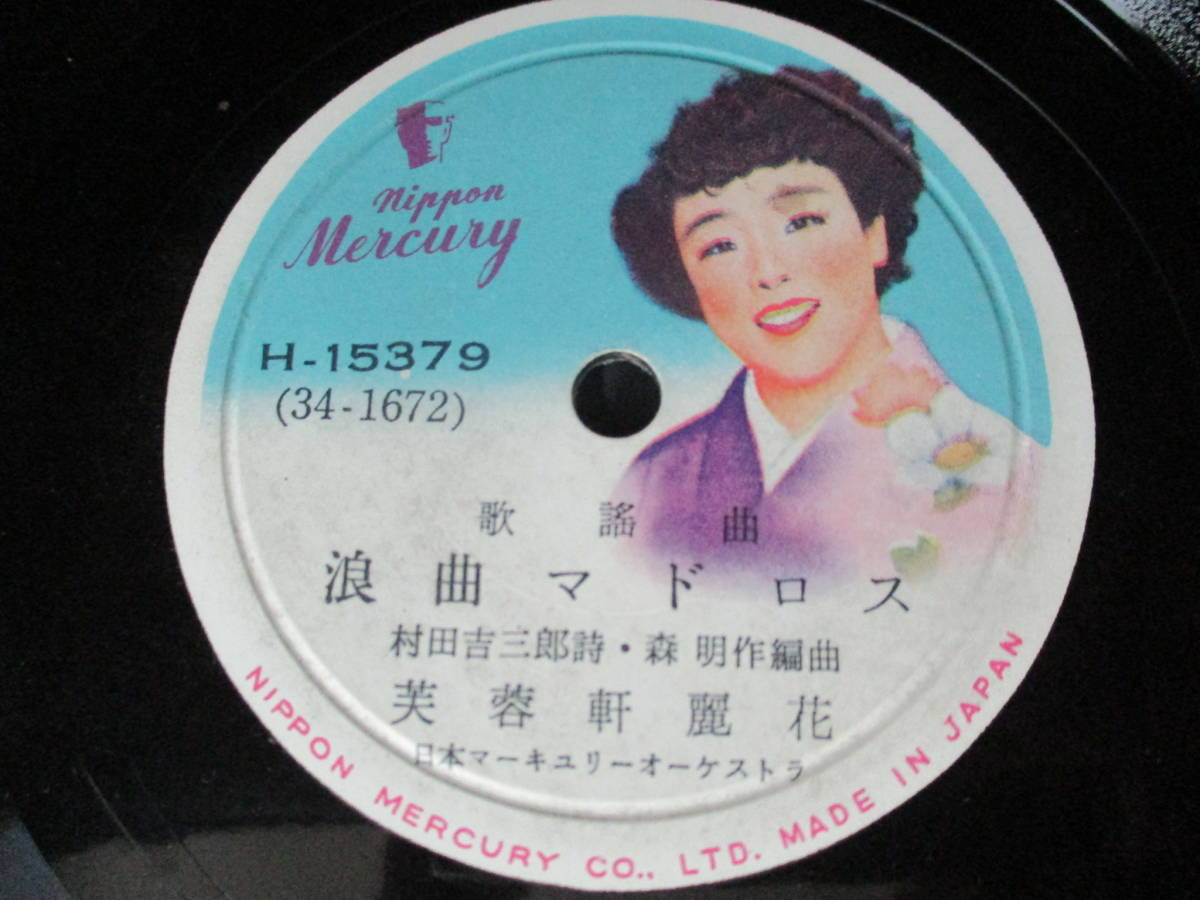 nippon
Mercury
H-15379
(34-1672)
歌謠曲
浪曲マドロス
村田吉三郎詩・森 明作編曲
芙蓉軒麗花
日本マーキユリーオーケストラ
NIPPON MERCURY CO., LTD. MADE IN JAPAN